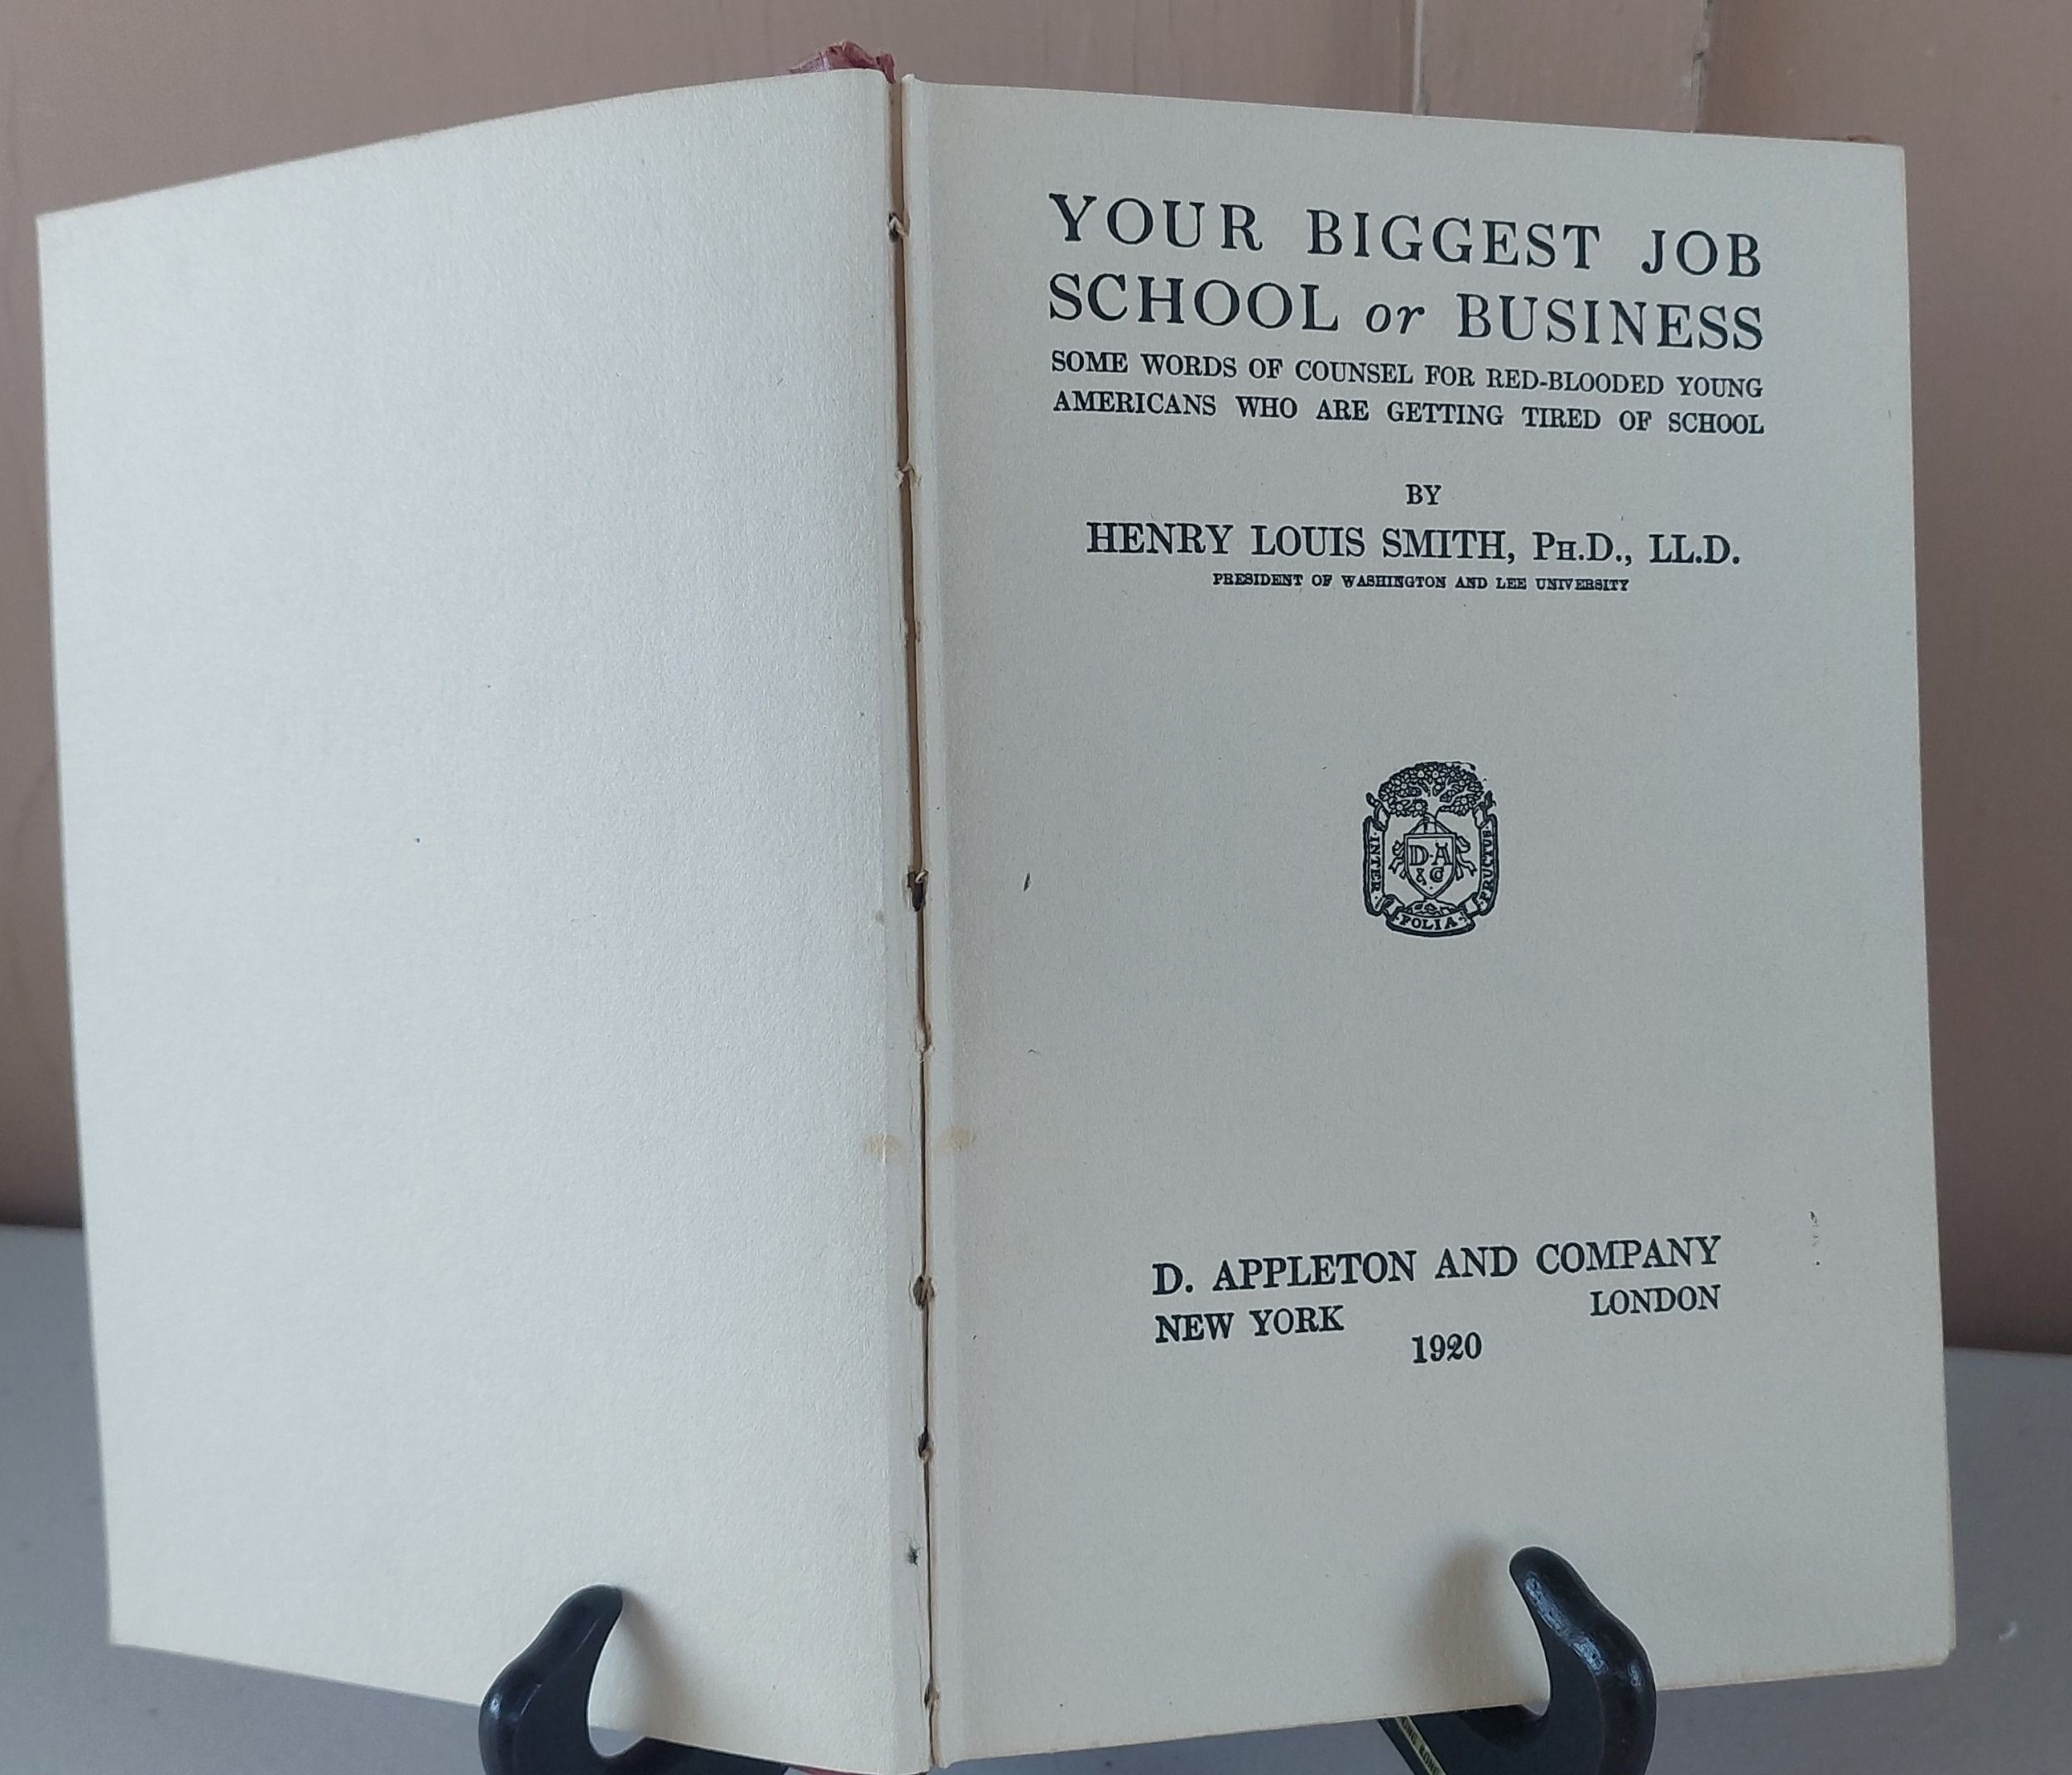 YOUR BIGGEST JOB
SCHOOL or BUSINESS
SOME WORDS OF COUNSEL FOR RED-BLOODED YOUNG
AMERICANS WHO ARE GETTING TIRED OF SCHOOL
BY
HENRY LOUIS SMITH, PH.D., LL.D.
PRESIDENT OF WASHINGTON AND LEE UNIVERSITY
INTER
D·A
& C
FRUCTUS
FOLIA
D. APPLETON AND COMPANY
NEW YORK LONDON
1920